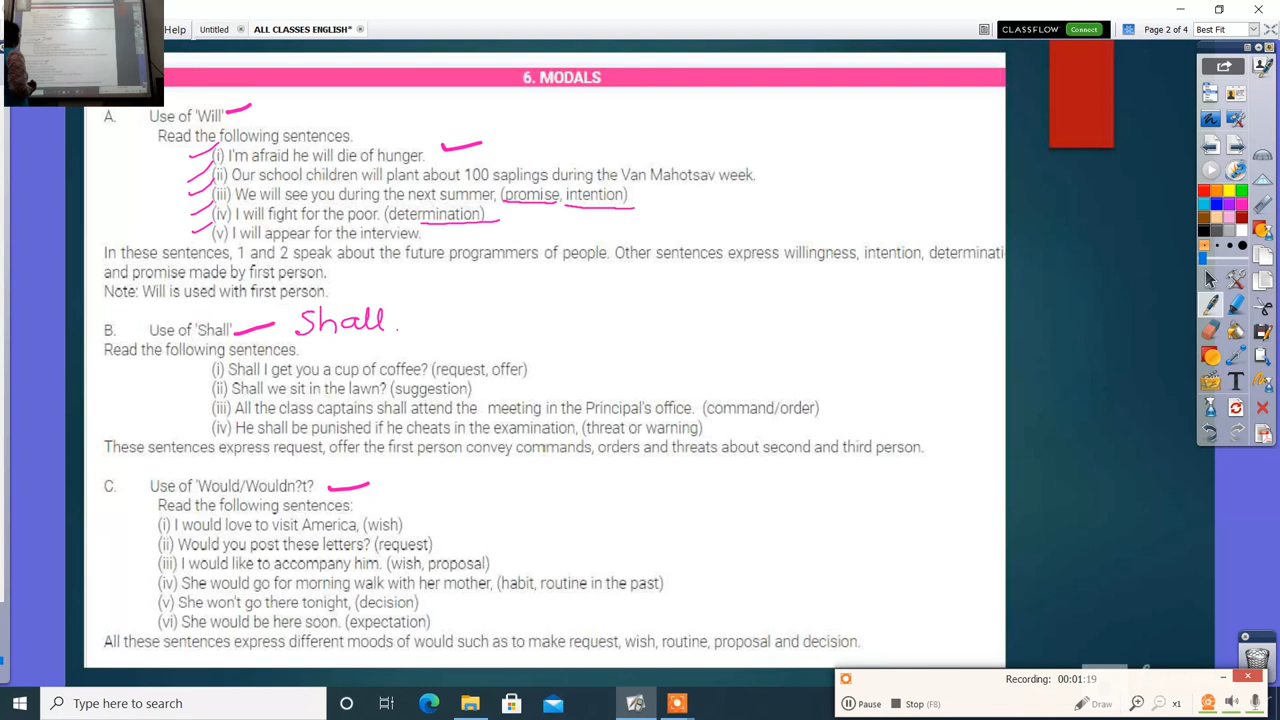 Help Untitled ALL CLASSES ENGLISH* CLASSFLOW Connect Page 2 of 4 Best Fit
6. MODALS
A. Use of 'Will'
Read the following sentences.
(i) I'm afraid he will die of hunger.
(ii) Our school children will plant about 100 saplings during the Van Mahotsav week.
(iii) We will see you during the next summer, (promise, intention)
(iv) I will fight for the poor. (determination)
(v) I will appear for the interview.
In these sentences, 1 and 2 speak about the future programmers of people. Other sentences express willingness, intention, determinati
and promise made by first person.
Note: Will is used with first person.
B. Use of 'Shall' Shall.
Read the following sentences.
(i) Shall I get you a cup of coffee? (request, offer)
(ii) Shall we sit in the lawn? (suggestion)
(iii) All the class captains shall attend the meeting in the Principal's office. (command/order)
(iv) He shall be punished if he cheats in the examination, (threat or warning)
These sentences express request, offer the first person convey commands, orders and threats about second and third person.
C. Use of 'Would/Wouldn?t?
Read the following sentences:
(i) I would love to visit America, (wish)
(ii) Would you post these letters? (request)
(iii) I would like to accompany him. (wish, proposal)
(iv) She would go for morning walk with her mother, (habit, routine in the past)
(v) She won't go there tonight, (decision)
(vi) She would be here soon. (expectation)
All these sentences express different moods of would such as to make request, wish, routine, proposal and decision.
Recording: 00:01:19
Pause Stop (F8) Draw x1
Type here to search